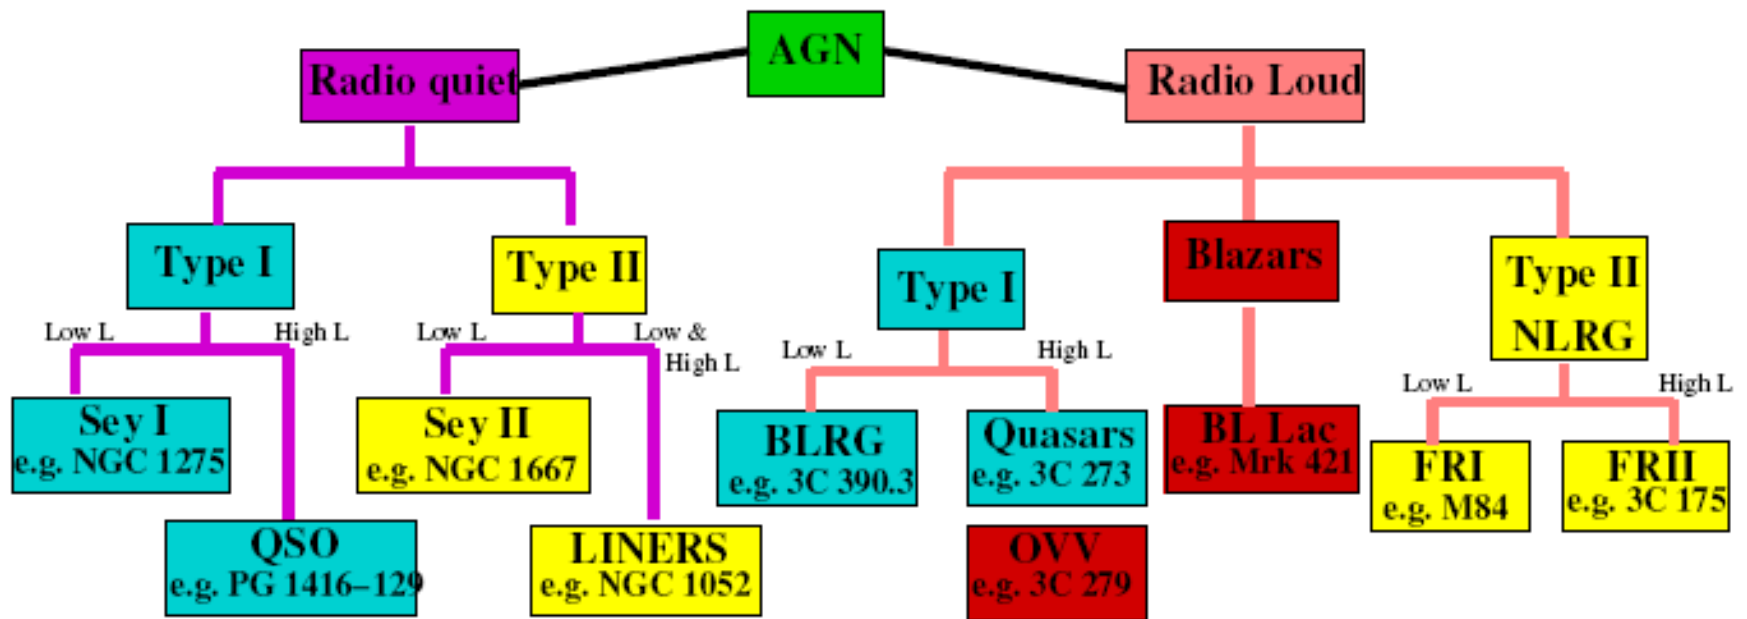 AGN
Radio quiet
Radio Loud
Type I
Type II
Type I
Blazars
Type II
NLRG
Low L
High L
Low L
Low &
High L
Low L
High L
Low L
High L
Sey I
e.g. NGC 1275
Sey II
e.g. NGC 1667
BLRG
e.g. 3C 390.3
Quasars
e.g. 3C 273
BL Lac
e.g. Mrk 421
FRI
e.g. M84
FRII
e.g. 3C 175
QSO
e.g. PG 1416−129
LINERS
e.g. NGC 1052
OVV
e.g. 3C 279